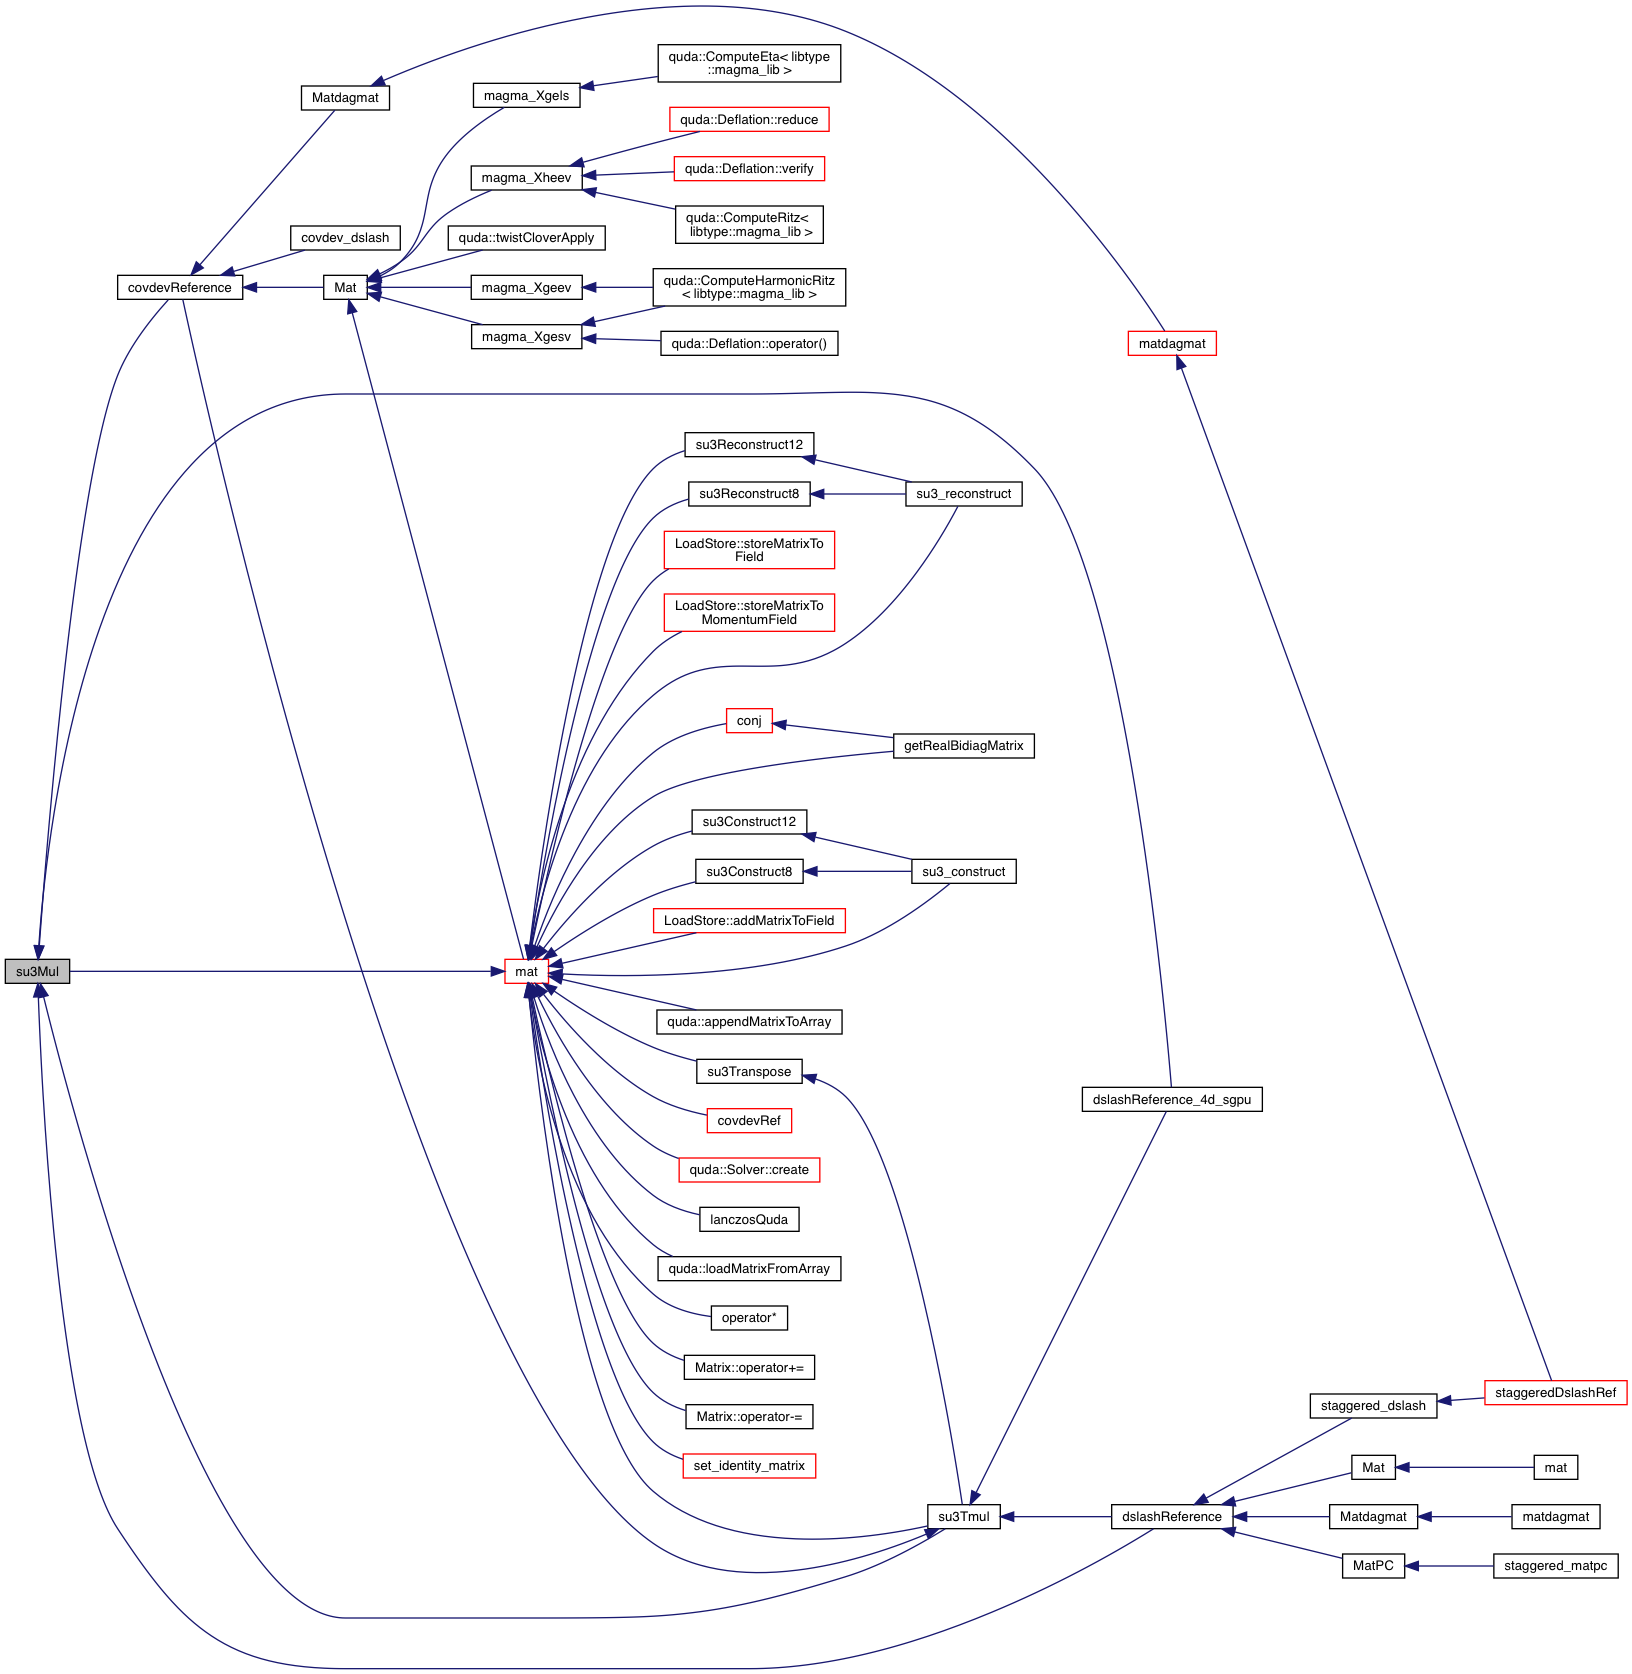 quda::ComputeEta< libtype
::magma_lib >
Matdagmat
magma_Xgels
quda::Deflation::reduce
quda::Deflation::verify
magma_Xheev
quda::ComputeRitz<
libtype::magma_lib >
covdev_dslash
quda::twistCloverApply
covdevReference
Mat
magma_Xgeev
quda::ComputeHarmonicRitz
< libtype::magma_lib >
magma_Xgesv
quda::Deflation::operator()
matdagmat
su3Reconstruct12
su3Reconstruct8
su3_reconstruct
LoadStore::storeMatrixTo
Field
LoadStore::storeMatrixTo
MomentumField
conj
getRealBidiagMatrix
su3Construct12
su3Construct8
su3_construct
LoadStore::addMatrixToField
su3Mul
mat
quda::appendMatrixToArray
su3Transpose
dslashReference_4d_sgpu
covdevRef
quda::Solver::create
lanczosQuda
quda::loadMatrixFromArray
operator*
Matrix::operator+=
Matrix::operator-=
set_identity_matrix
staggered_dslash
staggeredDslashRef
Mat
mat
su3Tmul
dslashReference
Matdagmat
matdagmat
MatPC
staggered_matpc